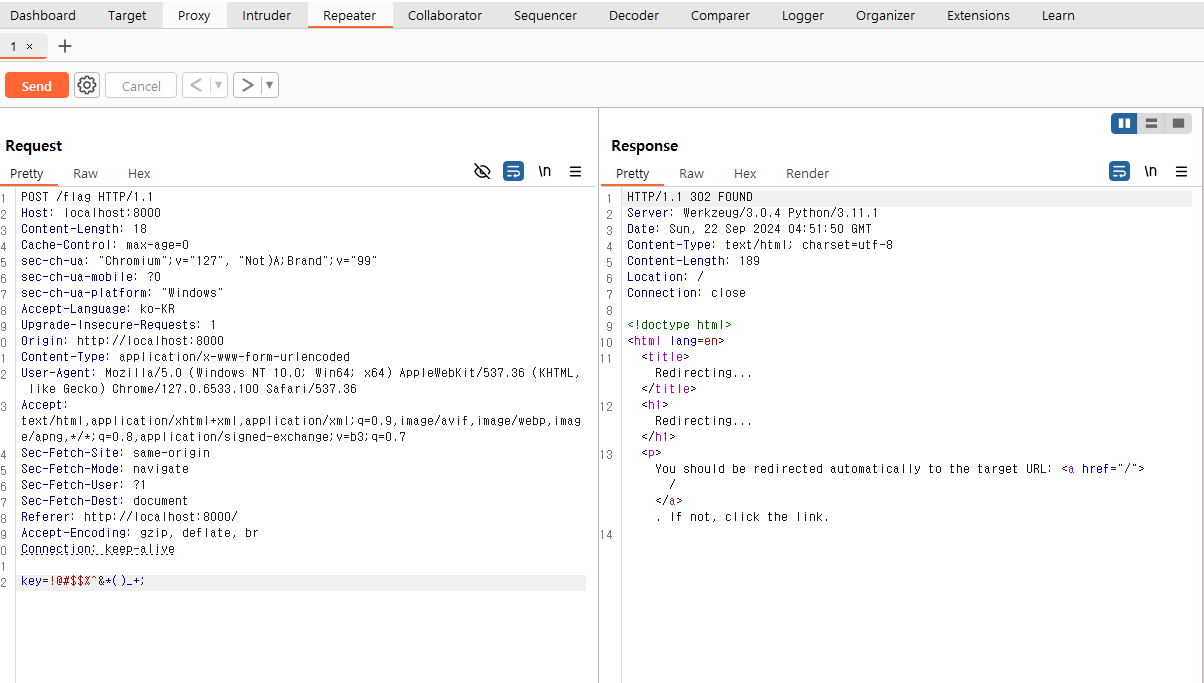 Dashboard Target Proxy Intruder Repeater Collaborator Sequencer Decoder Comparer Logger Organizer Extensions Learn
1 × +
Send Cancel < >
Request
Pretty Raw Hex \n
1 POST /flag HTTP/1.1
2 Host: localhost:8000
3 Content-Length: 18
4 Cache-Control: max-age=0
5 sec-ch-ua: "Chromium";v="127", "Not)A;Brand";v="99"
6 sec-ch-ua-mobile: ?0
7 sec-ch-ua-platform: "Windows"
8 Accept-Language: ko-KR
9 Upgrade-Insecure-Requests: 1
0 Origin: http://localhost:8000
1 Content-Type: application/x-www-form-urlencoded
2 User-Agent: Mozilla/5.0 (Windows NT 10.0; Win64; x64) AppleWebKit/537.36 (KHTML,
like Gecko) Chrome/127.0.6533.100 Safari/537.36
3 Accept:
text/html,application/xhtml+xml,application/xml;q=0.9,image/avif,image/webp,imag
e/apng,*/*;q=0.8,application/signed-exchange;v=b3;q=0.7
4 Sec-Fetch-Site: same-origin
5 Sec-Fetch-Mode: navigate
6 Sec-Fetch-User: ?1
7 Sec-Fetch-Dest: document
8 Referer: http://localhost:8000/
9 Accept-Encoding: gzip, deflate, br
0 Connection: keep-alive
1
2 key=!@#$$%^&*()_+;
Response
Pretty Raw Hex Render \n
1 HTTP/1.1 302 FOUND
2 Server: Werkzeug/3.0.4 Python/3.11.1
3 Date: Sun, 22 Sep 2024 04:51:50 GMT
4 Content-Type: text/html; charset=utf-8
5 Content-Length: 189
6 Location: /
7 Connection: close
8
9 <!doctype html>
10 <html lang=en>
11 <title>
Redirecting...
</title>
12 <h1>
Redirecting...
</h1>
13 <p>
You should be redirected automatically to the target URL: <a href="/">
/
</a>
. If not, click the link.
14